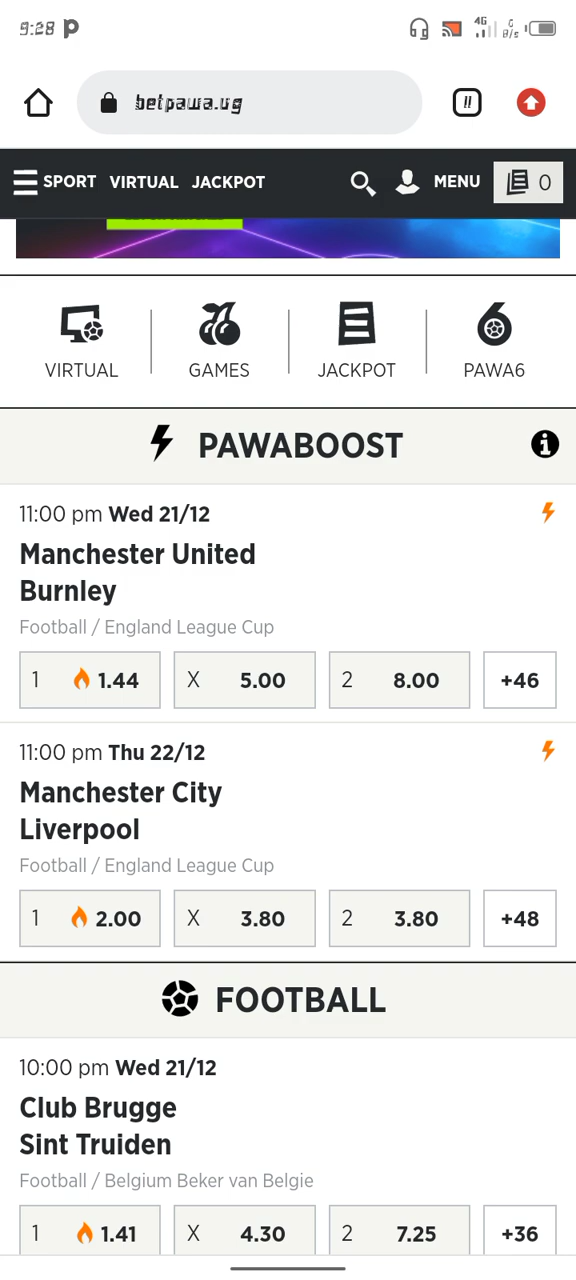 9:28
4G 0 B/s
betpawa.ug
SPORT VIRTUAL JACKPOT MENU 0
VIRTUAL GAMES JACKPOT PAWA6
PAWABOOST
11:00 pm Wed 21/12
Manchester United
Burnley
Football / England League Cup
1 1.44 X 5.00 2 8.00 +46
11:00 pm Thu 22/12
Manchester City
Liverpool
Football / England League Cup
1 2.00 X 3.80 2 3.80 +48
FOOTBALL
10:00 pm Wed 21/12
Club Brugge
Sint Truiden
Football / Belgium Beker van Belgie
1 1.41 X 4.30 2 7.25 +36